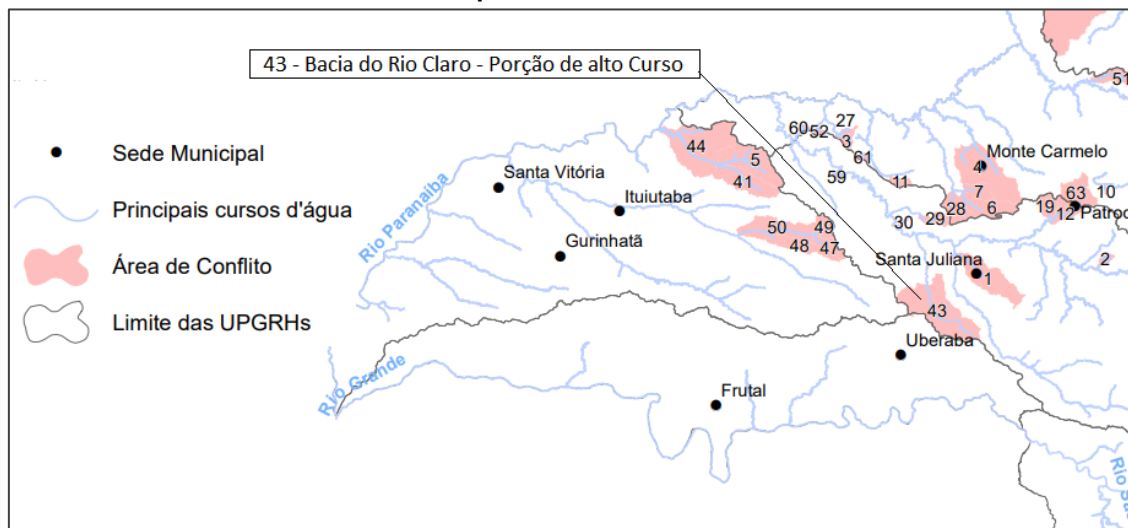 43 - Bacia do Rio Claro - Porção de alto Curso
Sede Municipal
Principais cursos d'água
Área de Conflito
Limite das UPGRHs
51
27
60
52
3
61
44
5
41
59
11
Monte Carmelo
4
7
28
6
29
30
63
10
19
12
Patroc
Santa Vitória
Ituiutaba
Gurinhatã
Rio Paranaíba
50
49
48
47
Santa Juliana
1
2
43
Uberaba
Rio Grande
Frutal